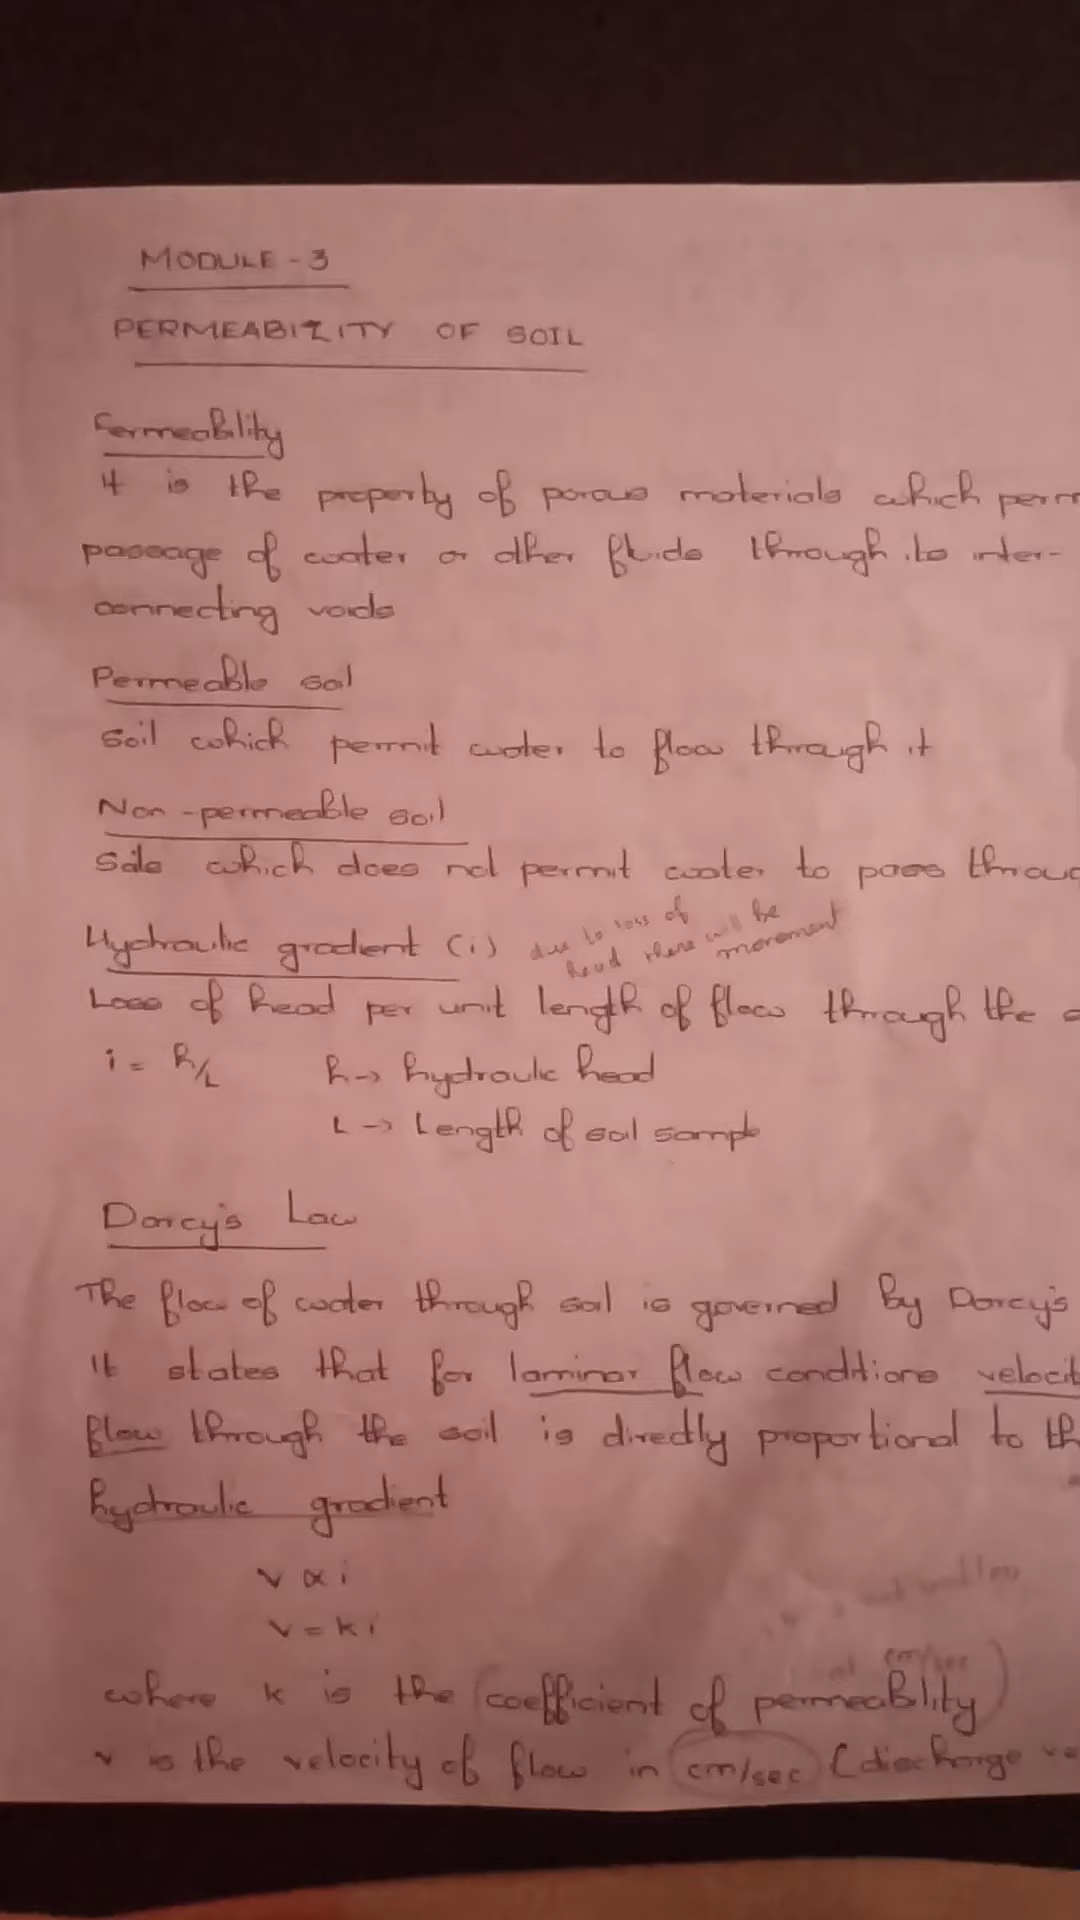 MODULE - 3
PERMEABILITY OF SOIL
Permeability
It is the property of porous materials which perm
passage of water or other fluids through its inter-
connecting voids
Permeable soil
Soil which permit water to flow through it
Non-permeable soil
Soils which does not permit water to pass throug
Hydraulic gradient (i) due to loss of
head there will be
movement
Loss of head per unit length of flow through the
i = h/L h → hydraulic head
L → Length of soil sample
Darcy's Law
The flow of water through soil is governed by Darcy's
It states that for laminar flow conditions velocit
flow through the soil is directly proportional to th
hydraulic gradient
v ∝ i
v = k i
cm/sec
where k is the (coefficient of permeability)
v is the velocity of flow in cm/sec (discharge ve